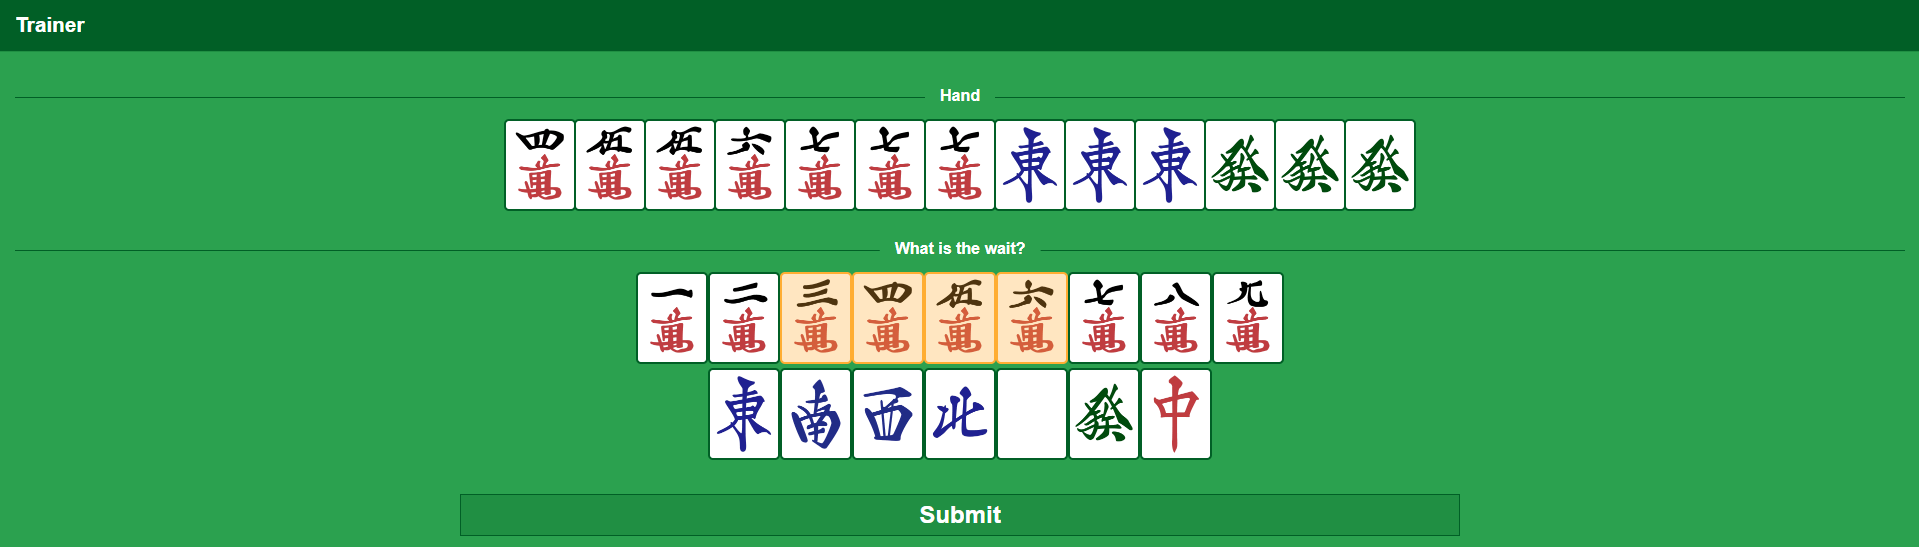 Trainer
Hand
四萬 五萬 五萬 六萬 七萬 七萬 七萬 東 東 東 發 發 發
What is the wait?
一萬 二萬 三萬 四萬 伍萬 六萬 七萬 八萬 九萬
東 南 西 北 發 中
Submit